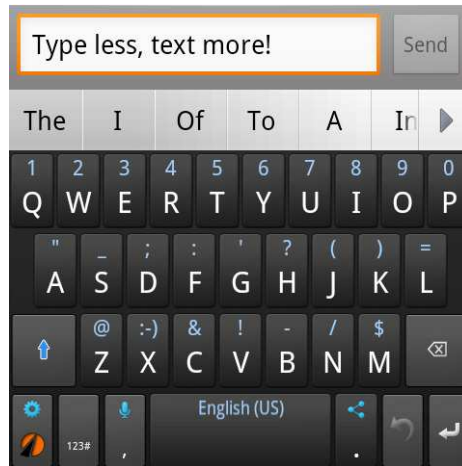 Type less, text more! Send
The I Of To A In
1 2 3 4 5 6 7 8 9 0
Q W E R T Y U I O P
" _ ; : ' ? ( ) =
A S D F G H J K L
@ :-) & ! - / $
Z X C V B N M
English (US)
123# , .